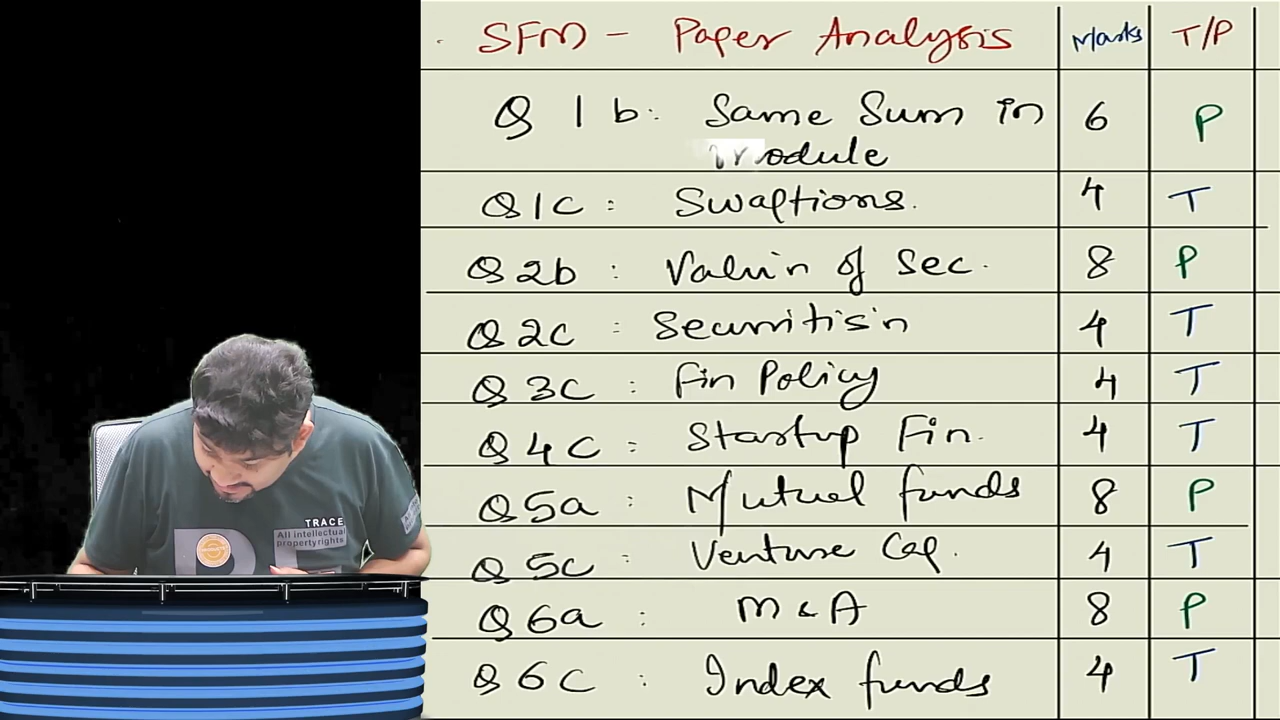 SFM - Paper Analysis Marks T/P
Q 1 b: Same Sum in 6 P
module
Q1C : Swaptions. 4 T
Q2b : Valu'n of Sec. 8 P
Q2C : Securitis'n 4 T
Q3C : Fin Policy 4 T
Q4C : Startup Fin. 4 T
Q5a : Mutual funds 8 P
Q5C : Venture Cap. 4 T
Q6a : M & A 8 P
Q6C : Index funds 4 T
TRACE
All intellectual
property rights